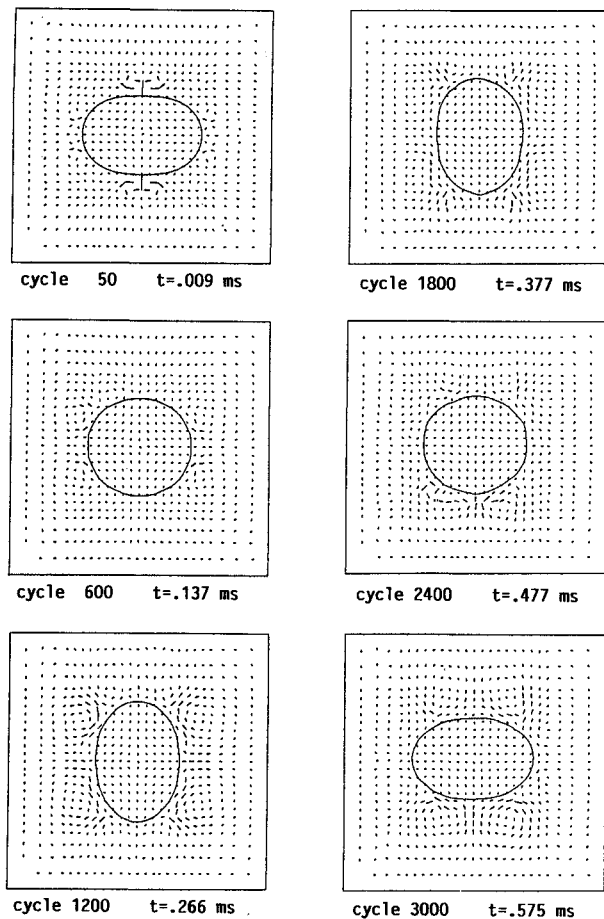 cycle 50 t=.009 ms
cycle 1800 t=.377 ms
cycle 600 t=.137 ms
cycle 2400 t=.477 ms
cycle 1200 t=.266 ms
cycle 3000 t=.575 ms